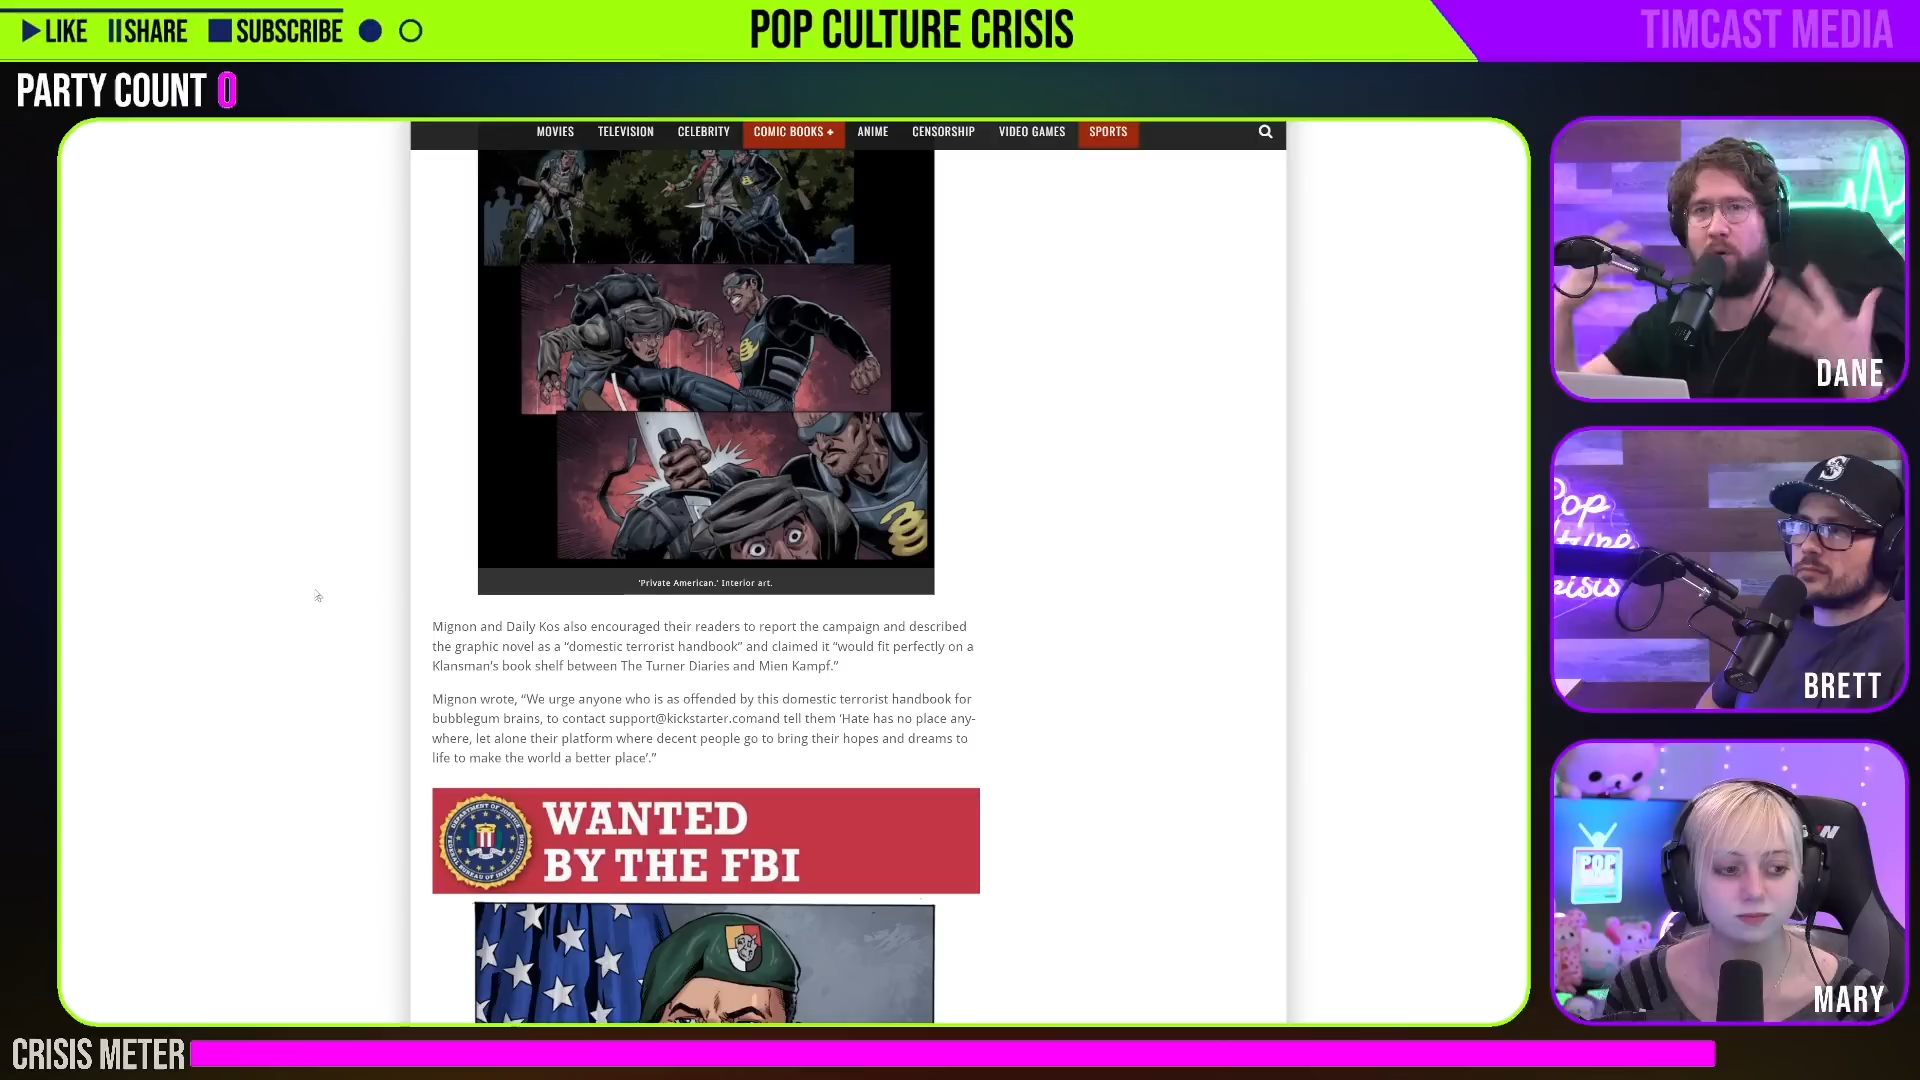 LIKE SHARE SUBSCRIBE
POP CULTURE CRISIS
TIMCAST MEDIA
PARTY COUNT 0
MOVIES TELEVISION CELEBRITY COMIC BOOKS + ANIME CENSORSHIP VIDEO GAMES SPORTS
'Private American.' Interior art.
Mignon and Daily Kos also encouraged their readers to report the campaign and described
the graphic novel as a “domestic terrorist handbook” and claimed it “would fit perfectly on a
Klansman’s book shelf between The Turner Diaries and Mien Kampf.”
Mignon wrote, “We urge anyone who is as offended by this domestic terrorist handbook for
bubblegum brains, to contact support@kickstarter.comand tell them ‘Hate has no place any-
where, let alone their platform where decent people go to bring their hopes and dreams to
life to make the world a better place’.”
WANTED
BY THE FBI
DANE
Pop
BRETT
POP
MARY
CRISIS METER